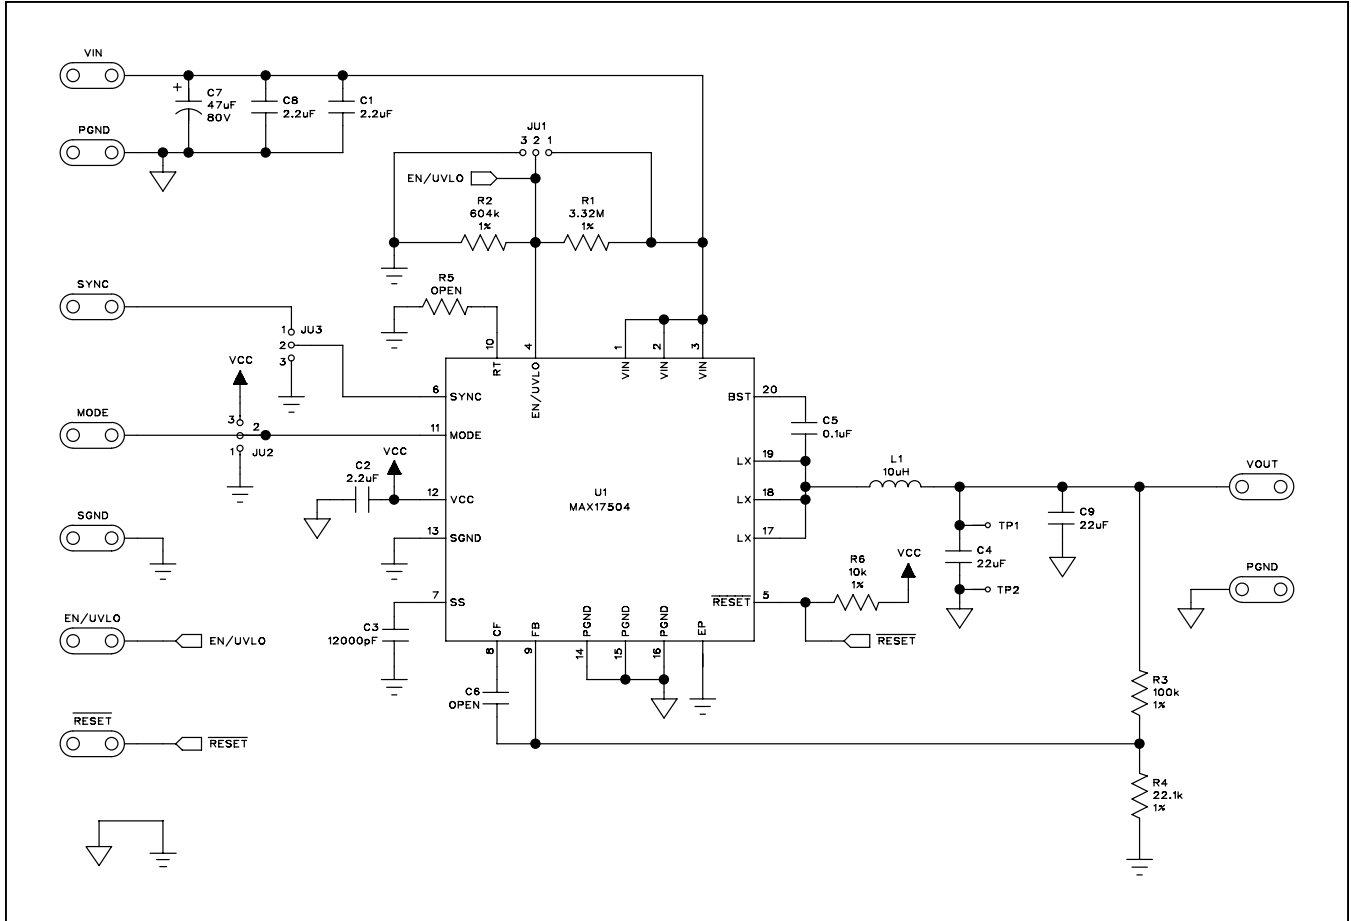 VIN
+
C7
47uF
80V
C8
2.2uF
C1
2.2uF
PGND
JU1
3 2 1
EN/UVLO
R2
604k
1%
R1
3.32M
1%
SYNC
R5
OPEN
1
2
3
JU3
10
4
1
2
3
RT
EN/UVLO
VIN
VIN
VIN
VCC
6
SYNC
BST
20
MODE
3
2
1
JU2
11
MODE
C5
0.1uF
VCC
C2
2.2uF
12
VCC
U1
MAX17504
LX
19
LX
18
LX
17
L1
10uH
VOUT
SGND
13
SGND
TP1
C4
22uF
TP2
C9
22uF
R6
10k
1%
VCC
PGND
7
SS
RESET
5
RESET
C3
12000pF
EN/UVLO
EN/UVLO
CF
FB
PGND
PGND
PGND
EP
8
9
14
15
16
C6
OPEN
R3
100k
1%
RESET
RESET
R4
22.1k
1%